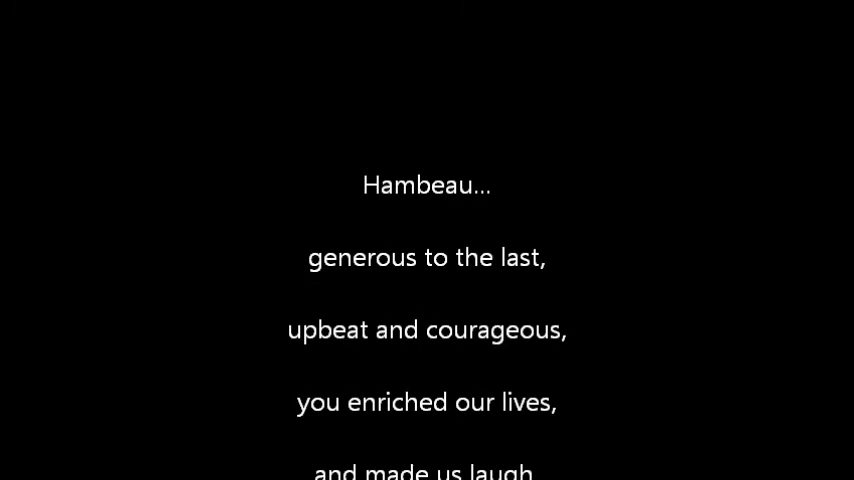 Hambeau...
generous to the last,
upbeat and courageous,
you enriched our lives,
and made us laugh